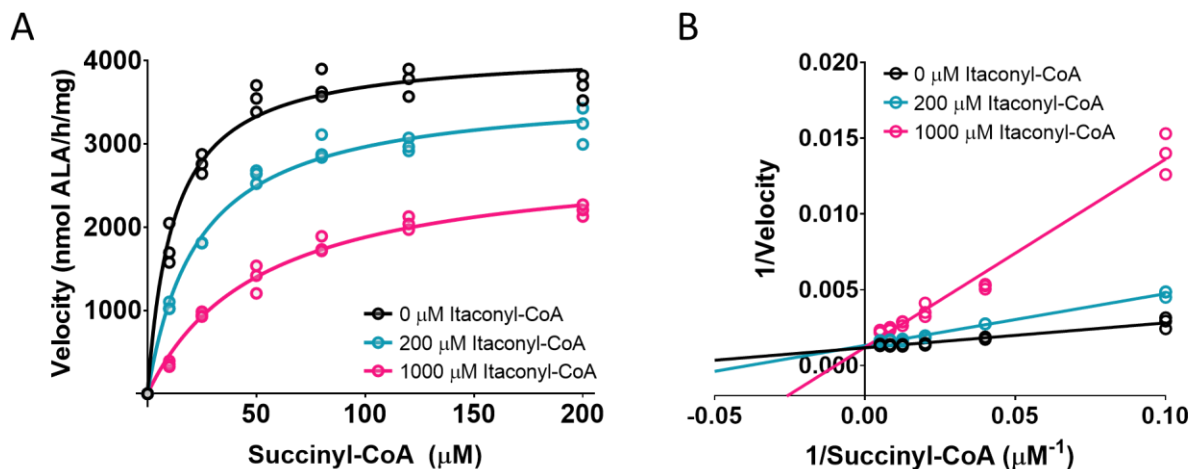 A
Velocity (nmol ALA/h/mg)
4000
3000
2000
1000
0 μM Itaconyl-CoA
200 μM Itaconyl-CoA
1000 μM Itaconyl-CoA
0
50
100
150
200
Succinyl-CoA (μM)
B
1/Velocity
0.020
0.015
0.010
0.005
0.000
0 μM Itaconyl-CoA
200 μM Itaconyl-CoA
1000 μM Itaconyl-CoA
-0.05
0.00
0.05
0.10
1/Succinyl-CoA (μM⁻¹)